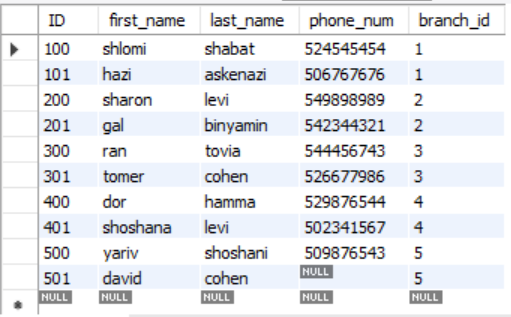 ID first_name last_name phone_num branch_id
100 shlomi shabat 524545454 1
101 hazi askenazi 506767676 1
200 sharon levi 549898989 2
201 gal binyamin 542344321 2
300 ran tovia 544456743 3
301 tomer cohen 526677986 3
400 dor hamma 529876544 4
401 shoshana levi 502341567 4
500 yariv shoshani 509876543 5
501 david cohen NULL 5
NULL NULL NULL NULL NULL